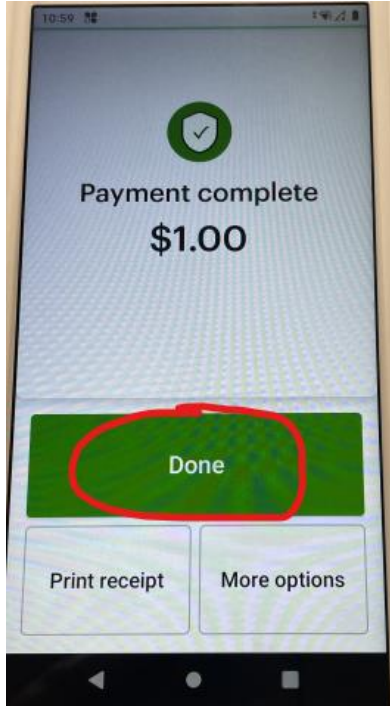 10:59
Payment complete
$1.00
Done
Print receipt
More options